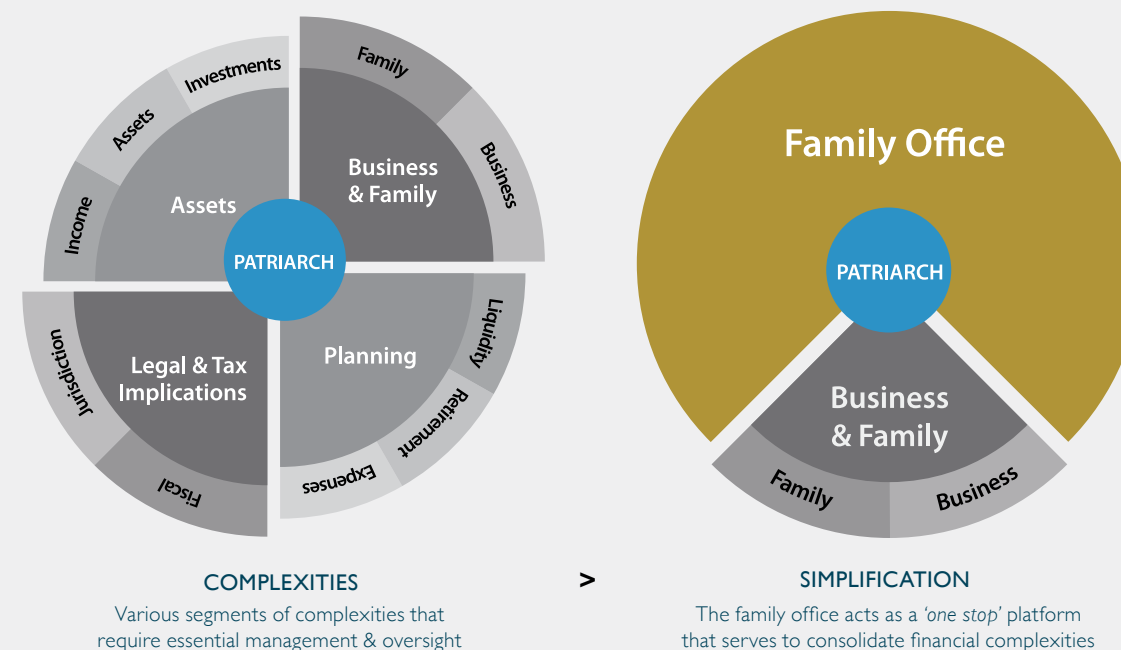 Investments
Assets
Income
Assets
Family
Business
Business
& Family
PATRIARCH
Jurisdiction
Fiscal
Legal & Tax
Implications
Planning
Liquidity
Retirement
Expenses
COMPLEXITIES
Various segments of complexities that
require essential management & oversight
>
Family Office
PATRIARCH
Business
& Family
Family
Business
SIMPLIFICATION
The family office acts as a ‘one stop’ platform
that serves to consolidate financial complexities